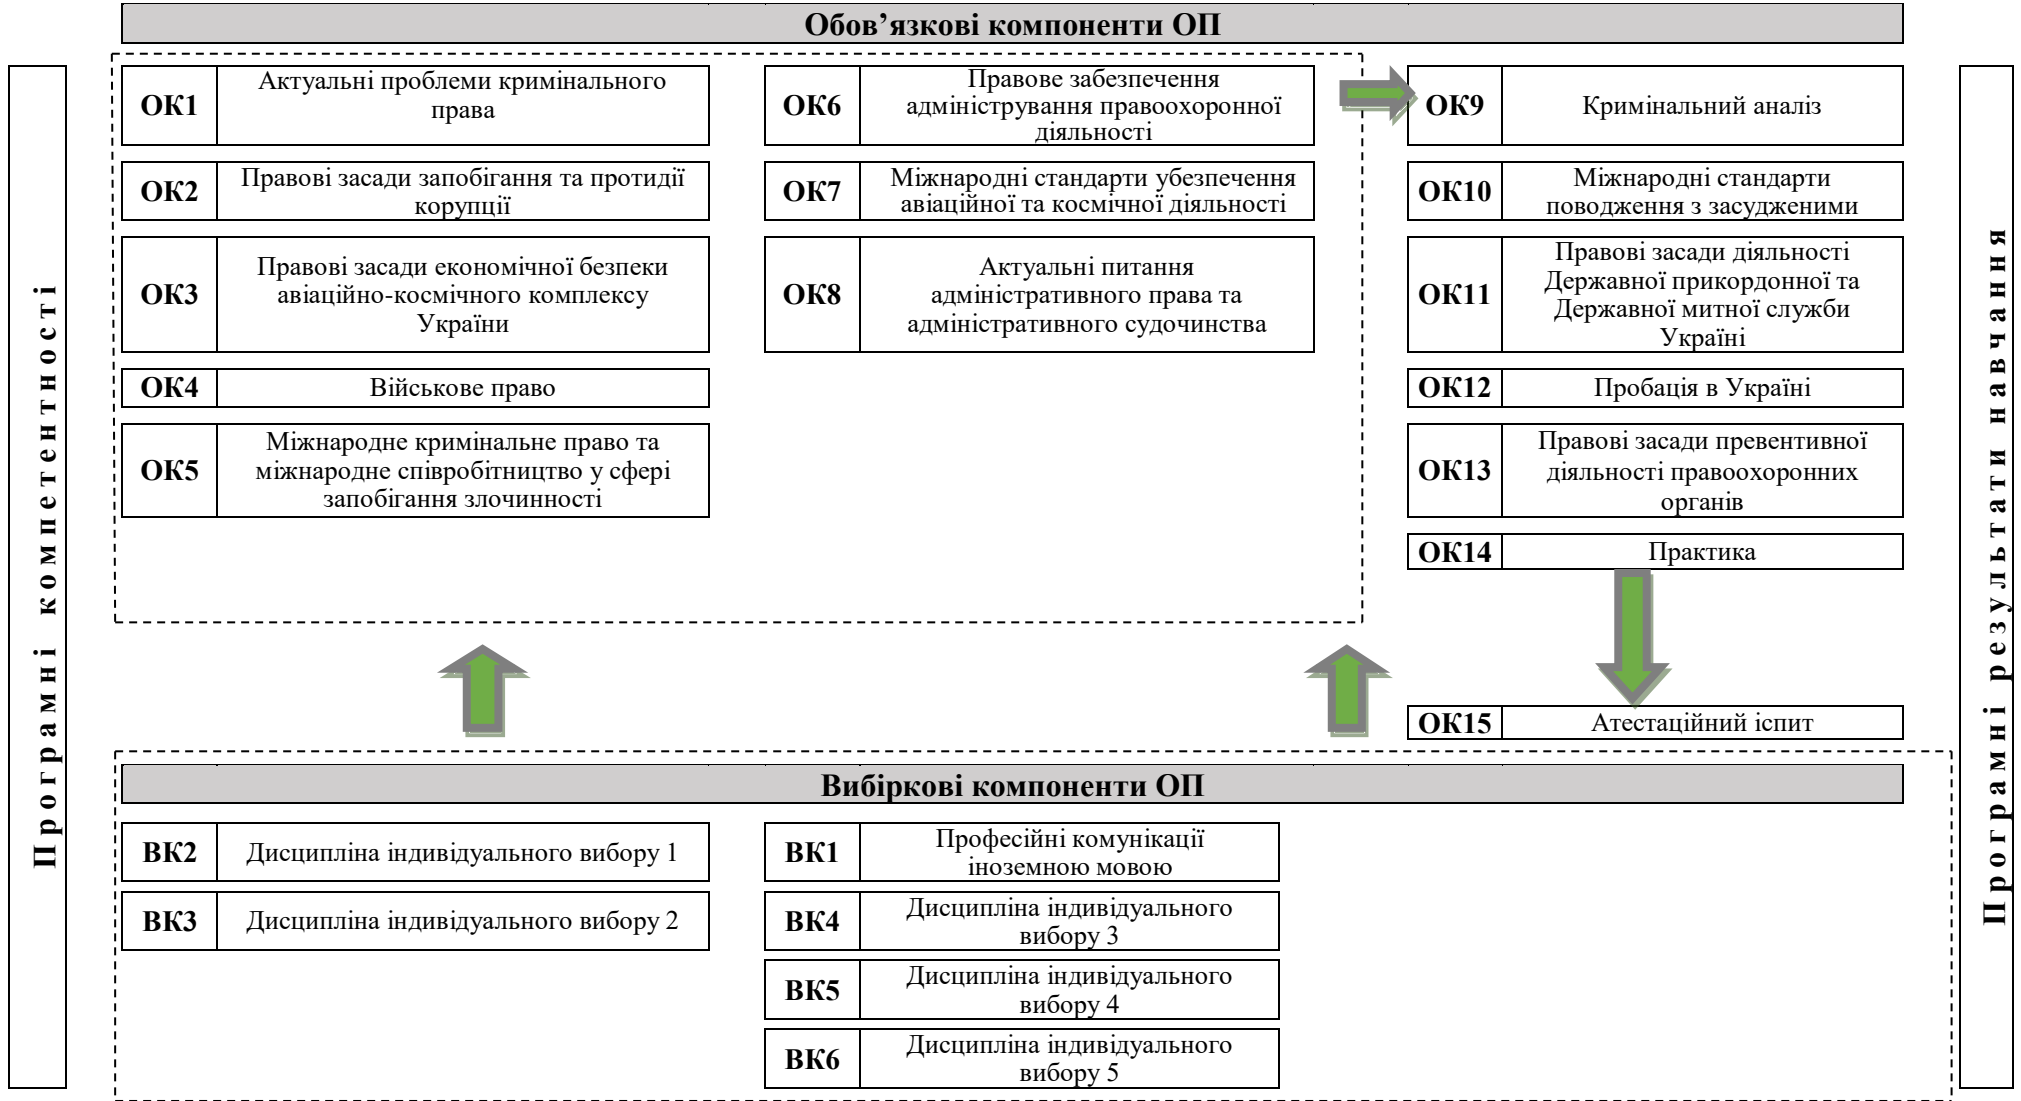 Обов’язкові компоненти ОП
Програмні компетентності
ОК1
Актуальні проблеми кримінального
права
ОК2
Правові засади запобігання та протидії
корупції
ОК3
Правові засади економічної безпеки
авіаційно-космічного комплексу
України
ОК4
Військове право
ОК5
Міжнародне кримінальне право та
міжнародне співробітництво у сфері
запобігання злочинності
ОК6
Правове забезпечення
адміністрування правоохоронної
діяльності
ОК7
Міжнародні стандарти убезпечення
авіаційної та космічної діяльності
ОК8
Актуальні питання
адміністративного права та
адміністративного судочинства
ОК9
Кримінальний аналіз
ОК10
Міжнародні стандарти
поводження з засудженими
ОК11
Правові засади діяльності
Державної прикордонної та
Державної митної служби
Україні
ОК12
Пробація в Україні
ОК13
Правові засади превентивної
діяльності правоохоронних
органів
ОК14
Практика
ОК15
Атестаційний іспит
Програмні результати навчання
Вибіркові компоненти ОП
ВК2
Дисципліна індивідуального вибору 1
ВК3
Дисципліна індивідуального вибору 2
ВК1
Професійні комунікації
іноземною мовою
ВК4
Дисципліна індивідуального
вибору 3
ВК5
Дисципліна індивідуального
вибору 4
ВК6
Дисципліна індивідуального
вибору 5